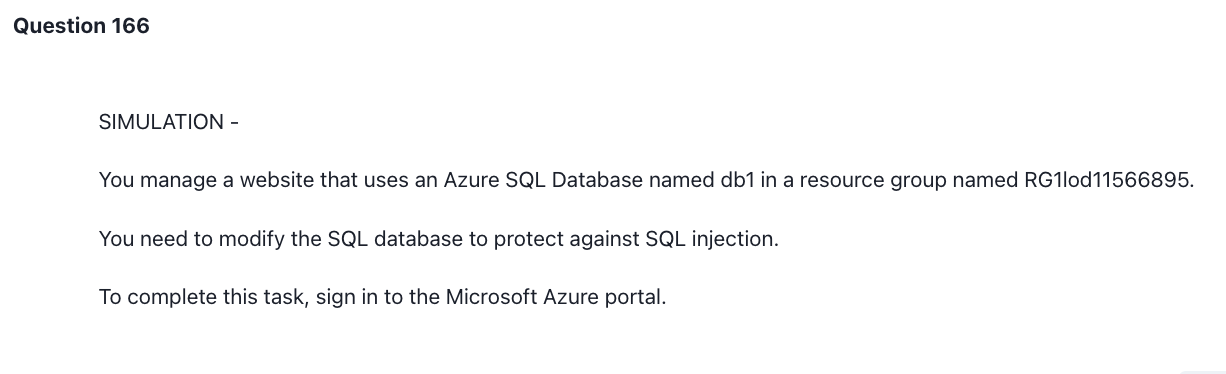 Question 166
SIMULATION -
You manage a website that uses an Azure SQL Database named db1 in a resource group named RG1lod11566895.
You need to modify the SQL database to protect against SQL injection.
To complete this task, sign in to the Microsoft Azure portal.